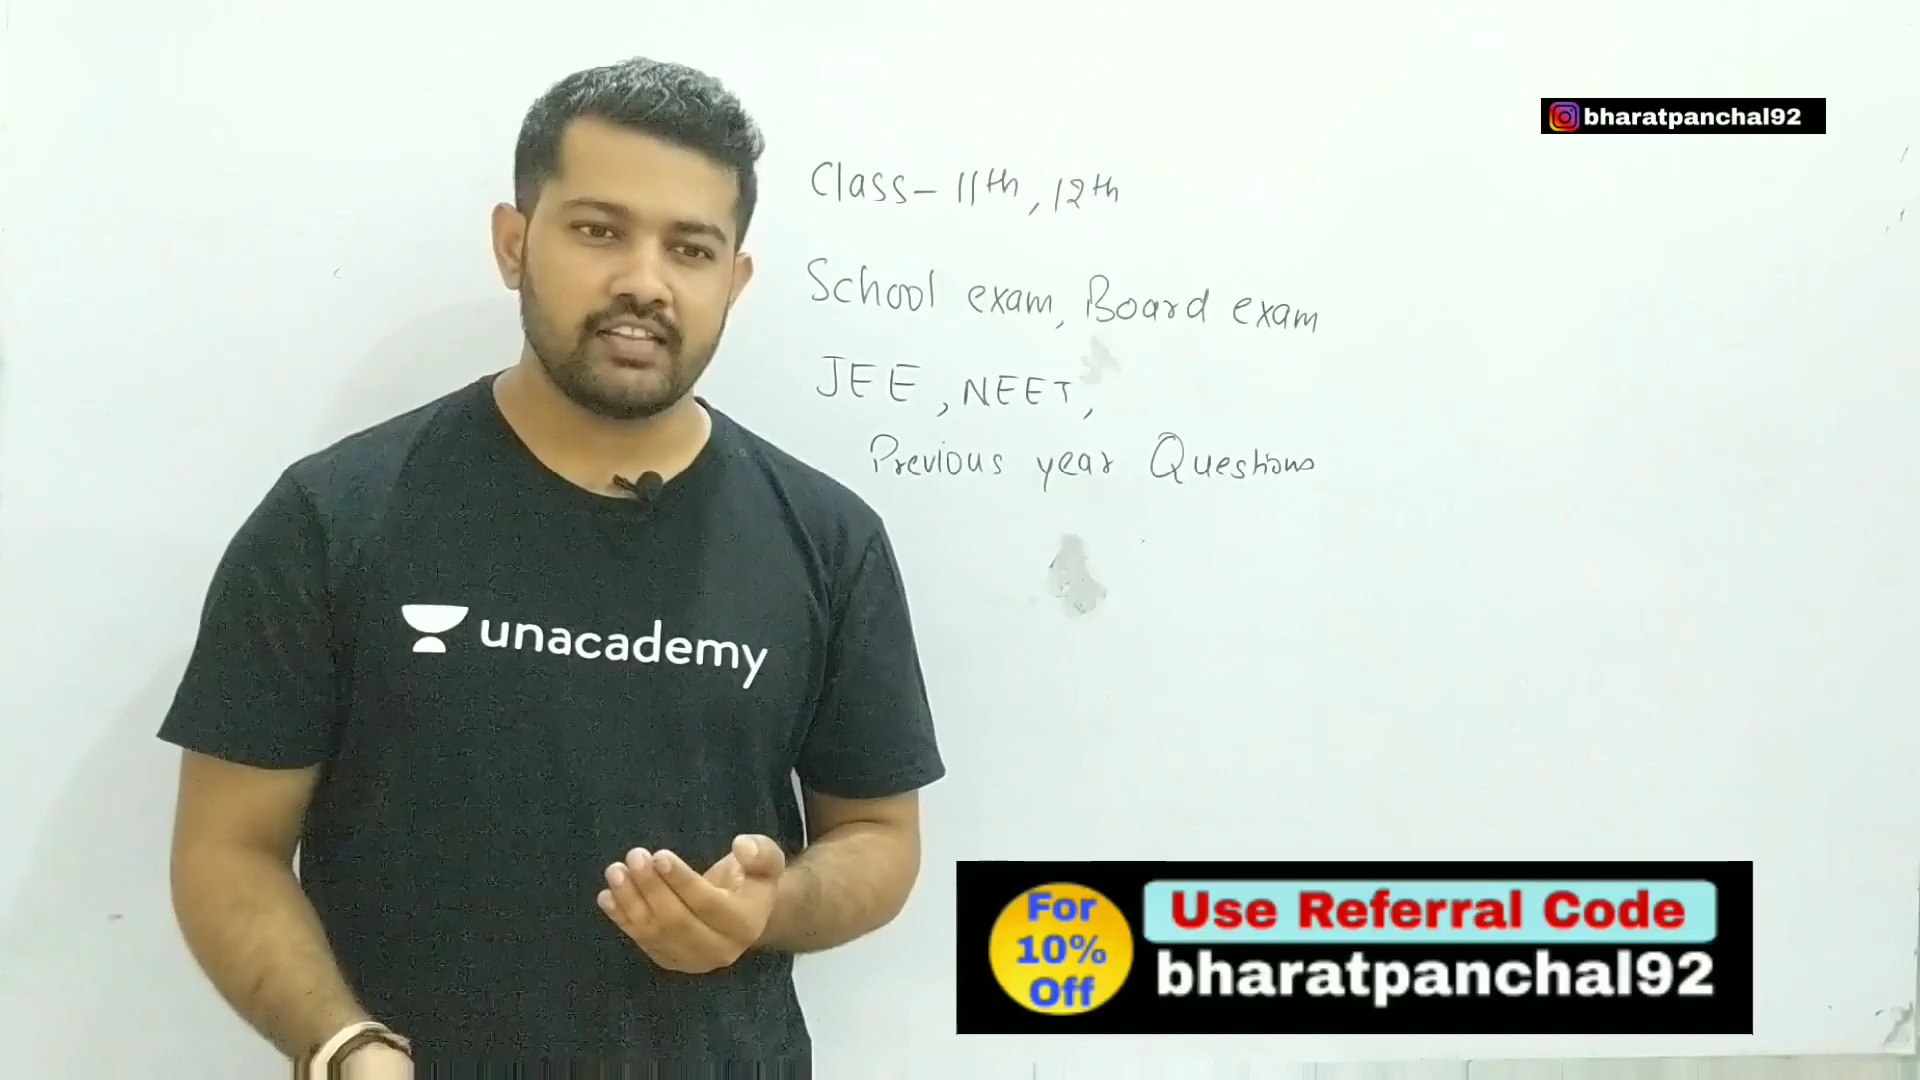 bharatpanchal92
Class- 11th, 12th
School exam, Board exam
JEE, NEET,
Previous year Questions
unacademy
For
10%
Off
Use Referral Code
bharatpanchal92